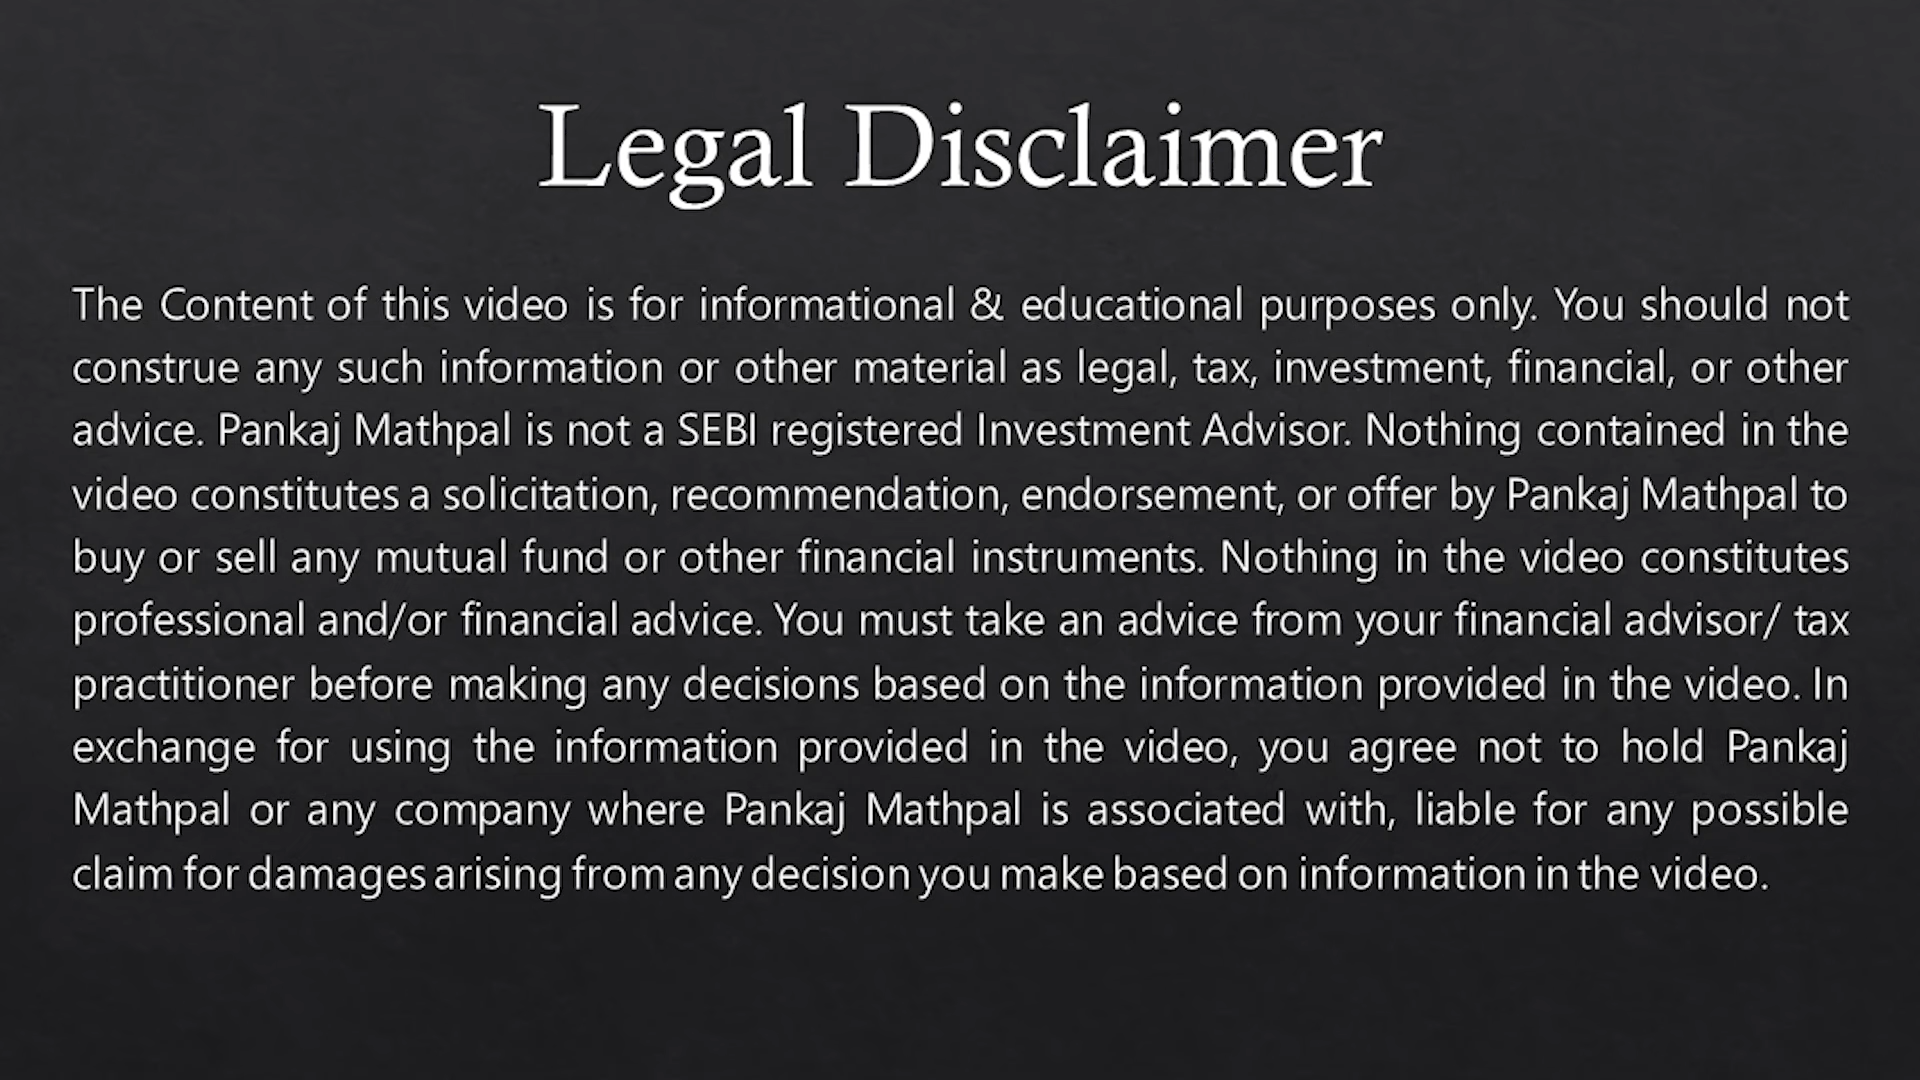 Legal Disclaimer
The Content of this video is for informational & educational purposes only. You should not
construe any such information or other material as legal, tax, investment, financial, or other
advice. Pankaj Mathpal is not a SEBI registered Investment Advisor. Nothing contained in the
video constitutes a solicitation, recommendation, endorsement, or offer by Pankaj Mathpal to
buy or sell any mutual fund or other financial instruments. Nothing in the video constitutes
professional and/or financial advice. You must take an advice from your financial advisor/ tax
practitioner before making any decisions based on the information provided in the video. In
exchange for using the information provided in the video, you agree not to hold Pankaj
Mathpal or any company where Pankaj Mathpal is associated with, liable for any possible
claim for damages arising from any decision you make based on information in the video.